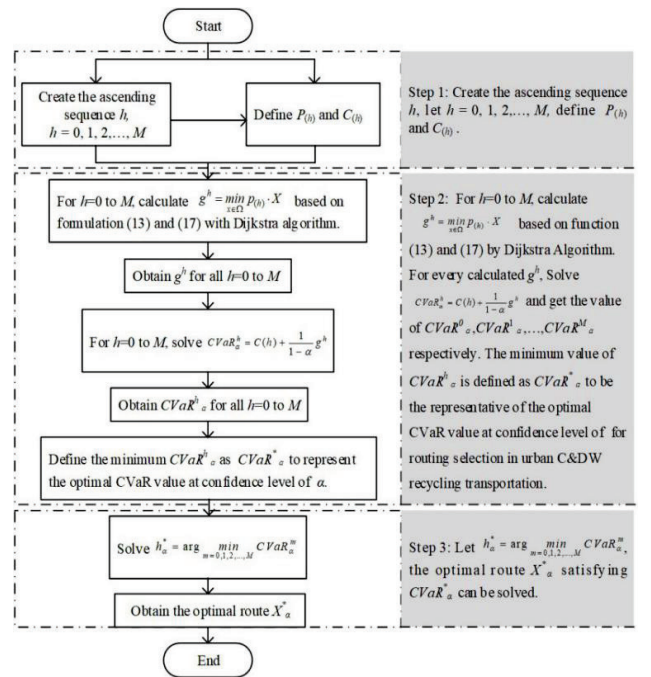 Start
Create the ascending
sequence h,
h = 0, 1, 2,..., M
Define P(h) and C(h)
Step 1: Create the ascending sequence
h, let h = 0, 1, 2,..., M, define P(h)
and C(h) .
For h=0 to M, calculate g^h = min_{x∈Ω} p(h) · X based on
formulation (13) and (17) with Dijkstra algorithm.
Obtain g^h for all h=0 to M
For h=0 to M, solve CVaR_α^h = C(h) + 1/(1-α) g^h
Obtain CVaR^h_α for all h=0 to M
Define the minimum CVaR^h_α as CVaR^*_α to represent
the optimal CVaR value at confidence level of α.
Step 2: For h=0 to M, calculate
g^h = min_{x∈Ω} p(h) · X based on function
(13) and (17) by Dijkstra Algorithm.
For every calculated g^h, Solve
CVaR_α^h = C(h) + 1/(1-α) g^h and get the value
of CVaR^0_α,CVaR^1_α,...,CVaR^M_α
respectively. The minimum value of
CVaR^h_α is defined as CVaR^*_α to be
the representative of the optimal
CVaR value at confidence level of for
routing selection in urban C&DW
recycling transportation.
Solve h_α^* = arg min_{m=0,1,2,...,M} CVaR_α^m
Obtain the optimal route X^*_α
Step 3: Let h_α^* = arg min_{m=0,1,2,...,M} CVaR_α^m,
the optimal route X^*_α satisfying
CVaR^*_α can be solved.
End